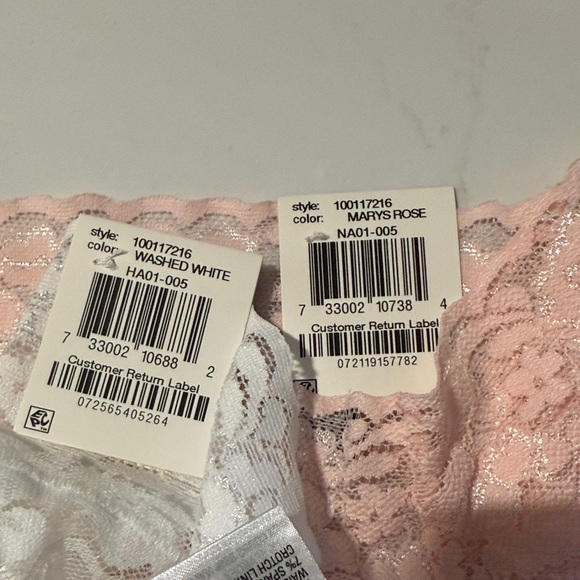 style: 100117216
color: WASHED WHITE
HA01-005
7 33002 10688 2
Customer Return Label
072565405264
style: 100117216
color: MARYS ROSE
NA01-005
7 33002 10738 4
Customer Return Label
072119157782